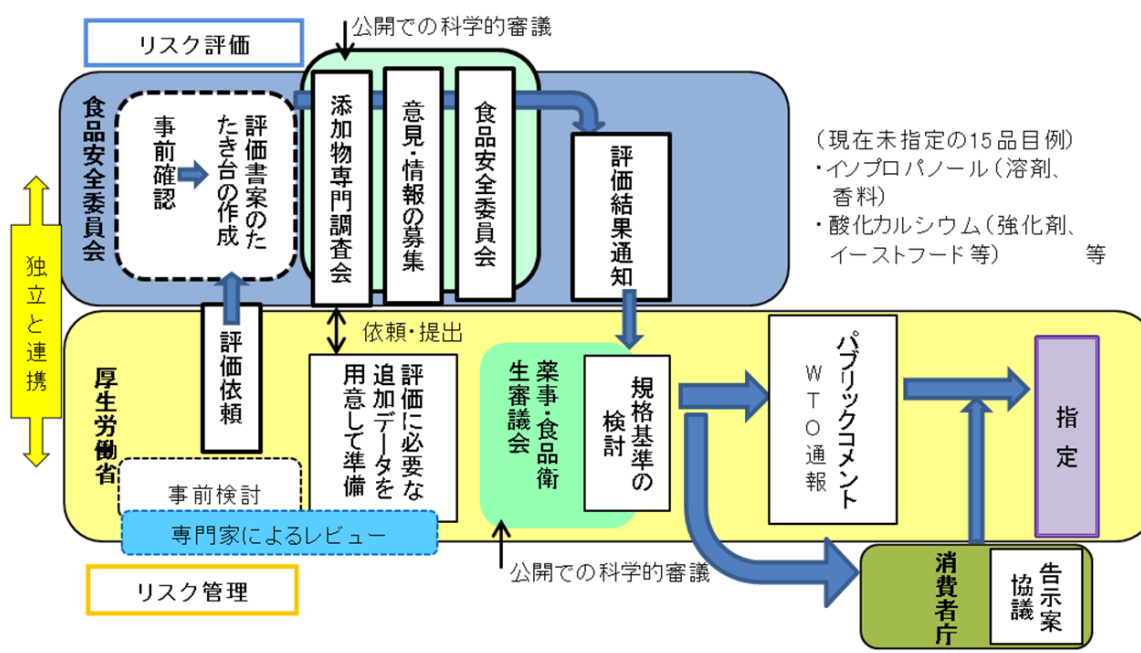 リスク評価
公開での科学的審議
食品安全委員会
事前確認
評価書案のた
たき台の作成
添加物専門調査会
意見・情報の募集
食品安全委員会
評価結果通知
(現在未指定の15品目例)
・イソプロパノール(溶剤、
香料)
・酸化カルシウム(強化剤、
イーストフード等) 等
独立と連携
厚生労働省
評価依頼
依頼・提出
評価に必要な
追加データを
用意して準備
薬事・食品衛
生審議会
規格基準の
検討
パブリックコメント
WTO通報
指定
事前検討
専門家によるレビュー
公開での科学的審議
リスク管理
消費者庁
告示案
協議